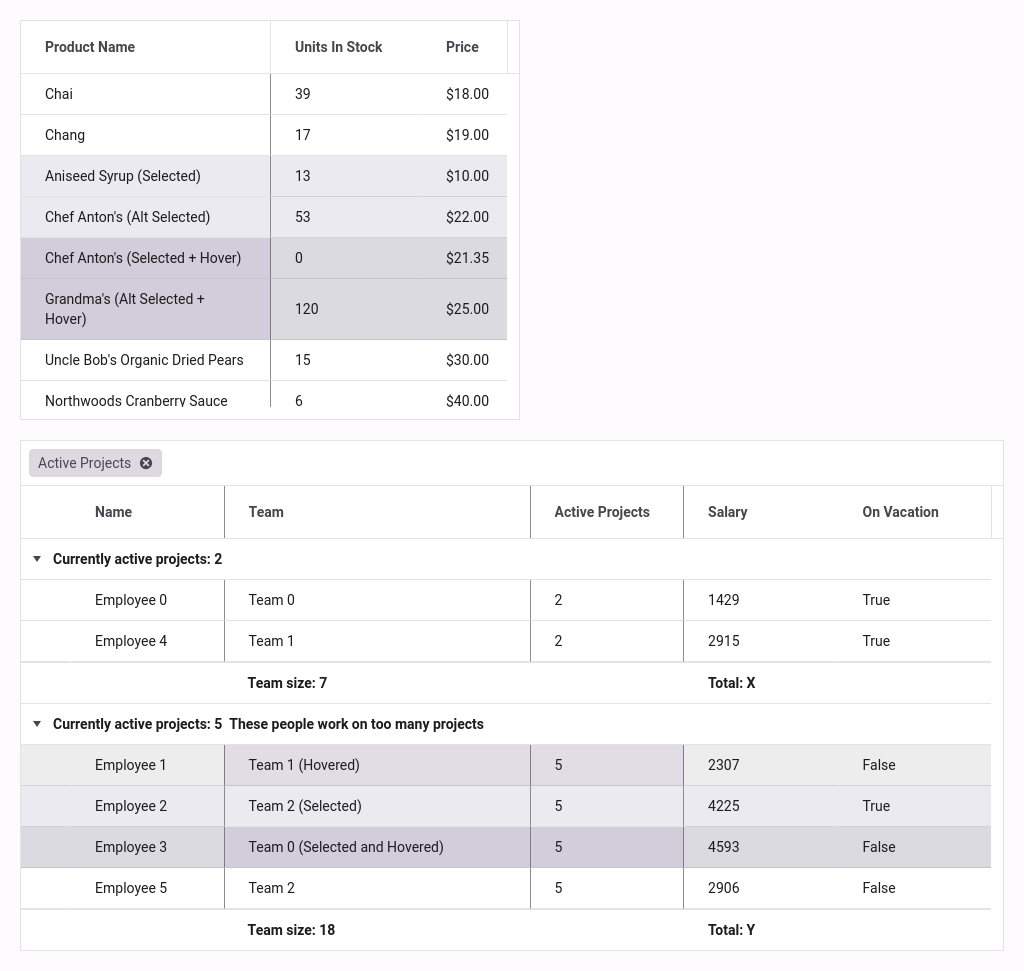 Product Name Units In Stock Price
Chai 39 $18.00
Chang 17 $19.00
Aniseed Syrup (Selected) 13 $10.00
Chef Anton's (Alt Selected) 53 $22.00
Chef Anton's (Selected + Hover) 0 $21.35
Grandma's (Alt Selected +
Hover) 120 $25.00
Uncle Bob's Organic Dried Pears 15 $30.00
Northwoods Cranberry Sauce 6 $40.00
Active Projects
Name Team Active Projects Salary On Vacation
Currently active projects: 2
Employee 0 Team 0 2 1429 True
Employee 4 Team 1 2 2915 True
Team size: 7 Total: X
Currently active projects: 5 These people work on too many projects
Employee 1 Team 1 (Hovered) 5 2307 False
Employee 2 Team 2 (Selected) 5 4225 True
Employee 3 Team 0 (Selected and Hovered) 5 4593 False
Employee 5 Team 2 5 2906 False
Team size: 18 Total: Y